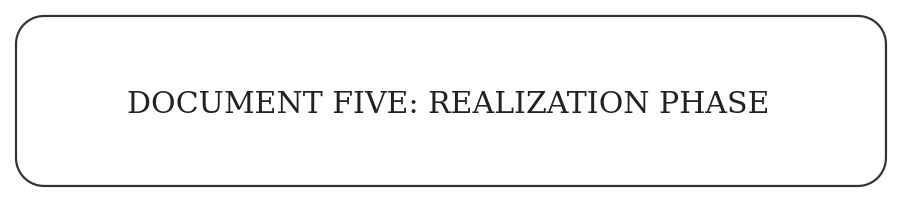 DOCUMENT FIVE: REALIZATION PHASE